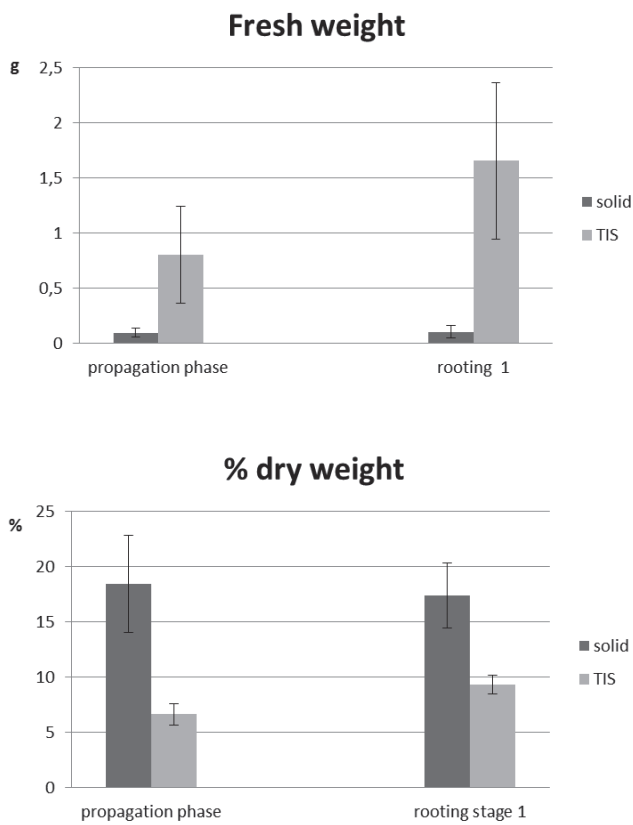 Fresh weight
g
2,5
2
1,5
1
0,5
0
propagation phase
rooting 1
solid
TIS
% dry weight
%
25
20
15
10
5
0
propagation phase
rooting stage 1
solid
TIS